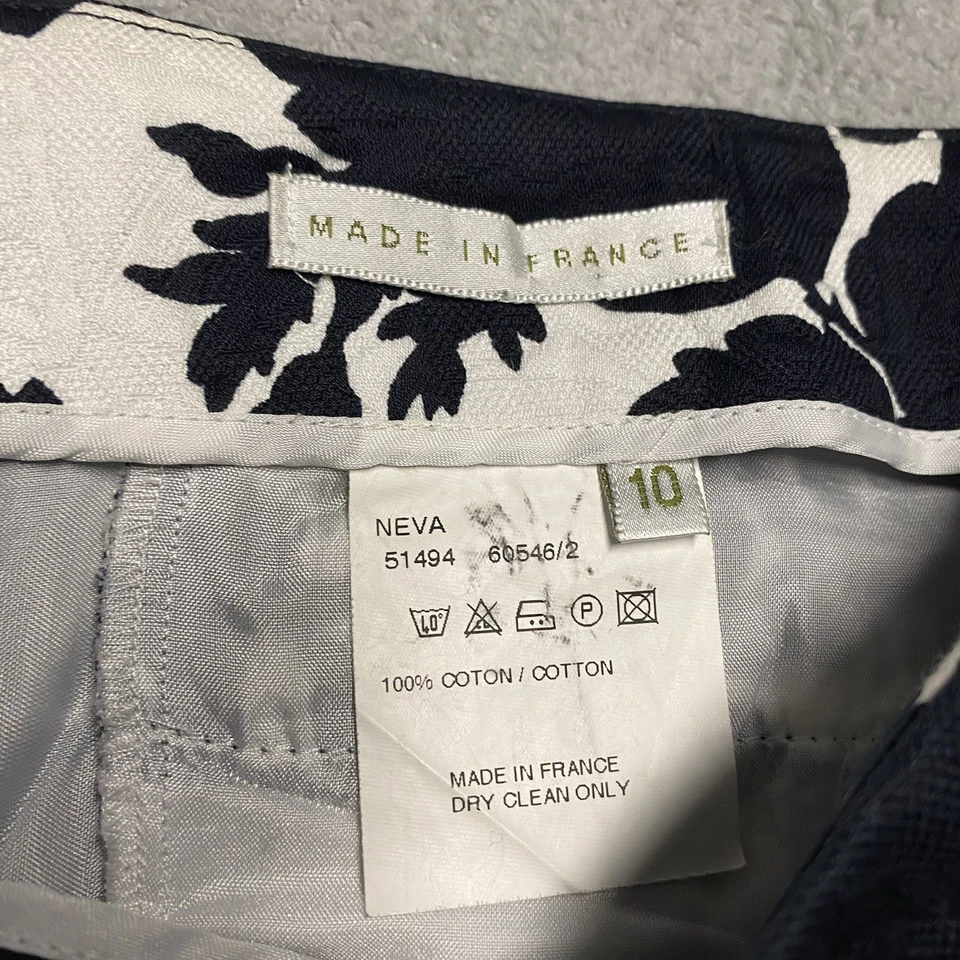 MADE IN FRANCE
10
NEVA
51494 60546/2
40°
P
100% COTON / COTTON
MADE IN FRANCE
DRY CLEAN ONLY